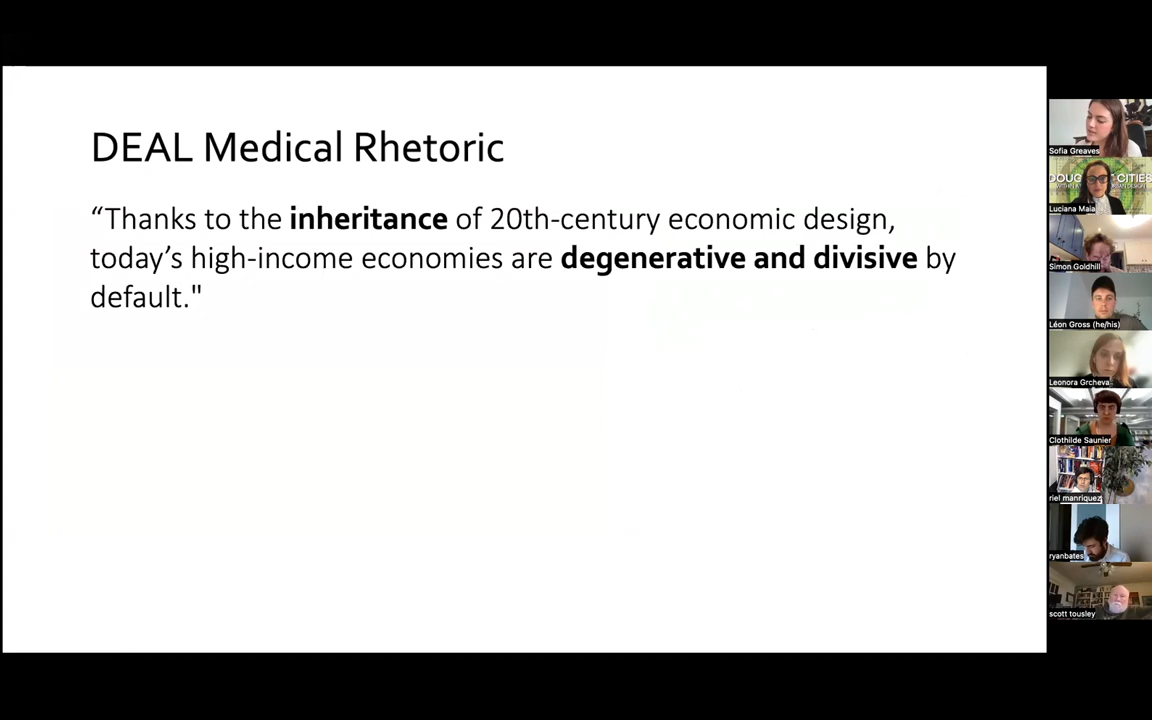 DEAL Medical Rhetoric
“Thanks to the inheritance of 20th-century economic design,
today’s high-income economies are degenerative and divisive by
default."
Sofia Greaves
DOUG CITIES
Luciana Maia
Simon Goldhill
Léon Gross (he/his)
Leonora Grcheva
Clothilde Saunier
riel manriquez
ryanbates
scott tousley